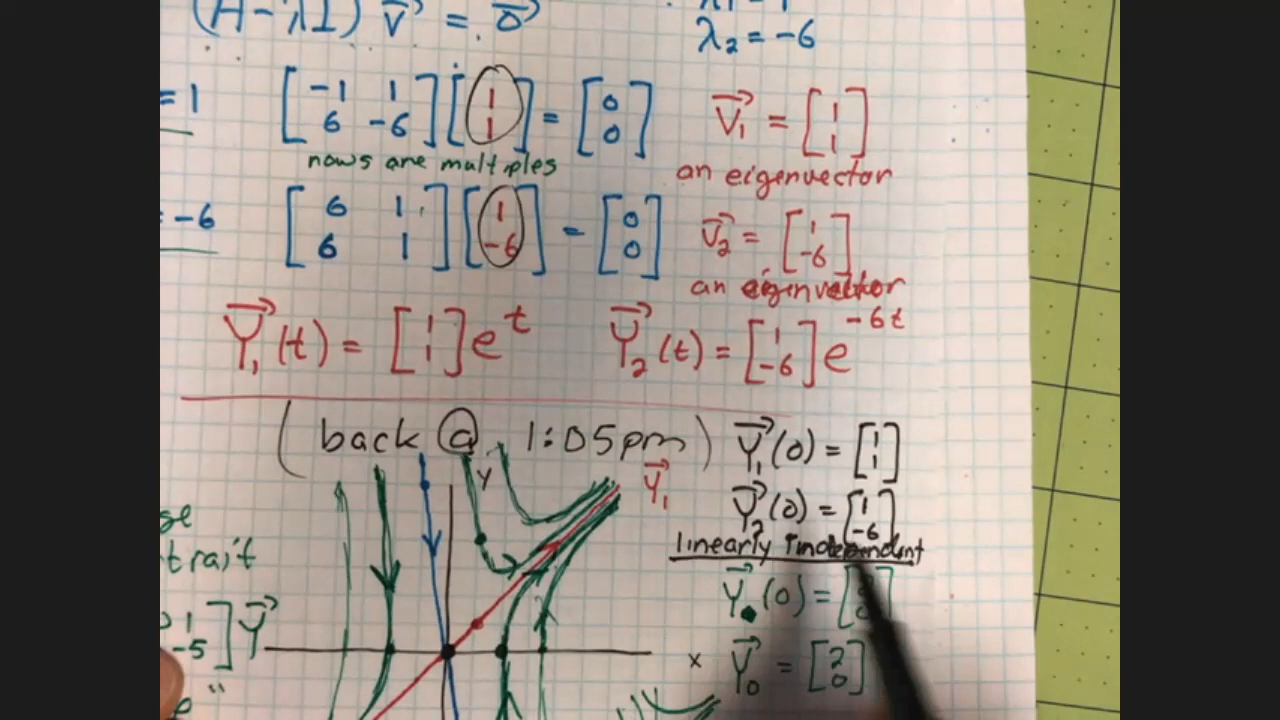 (A-λI) v⃗ = 0⃗
λ₂ = -6
= 1 [-1 1; 6 -6] [1; 1] = [0; 0] v⃗₁ = [1; 1]
rows are multiples
an eigenvector
= -6 [6 1; 6 1] [1; -6] = [0; 0] v⃗₂ = [1; -6]
an eigenvector
Y⃗₁(t) = [1; 1] e^t Y⃗₂(t) = [1; -6] e^-6t
(back @ 1:05pm) Y⃗₁(0) = [1; 1]
y Y⃗₁
Y⃗₂(0) = [1; -6]
linearly independent
trait
Y⃗ (0) =
-5] Y⃗
x Y⃗₀ = [2; 0]